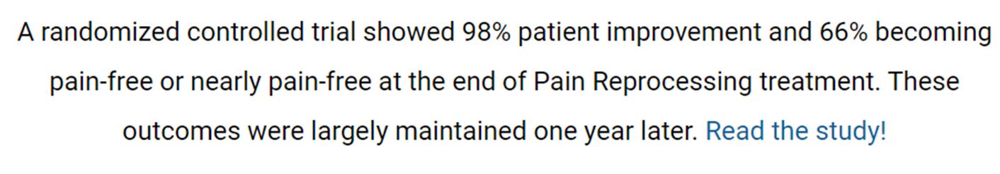 A randomized controlled trial showed 98% patient improvement and 66% becoming
pain-free or nearly pain-free at the end of Pain Reprocessing treatment. These
outcomes were largely maintained one year later. Read the study!